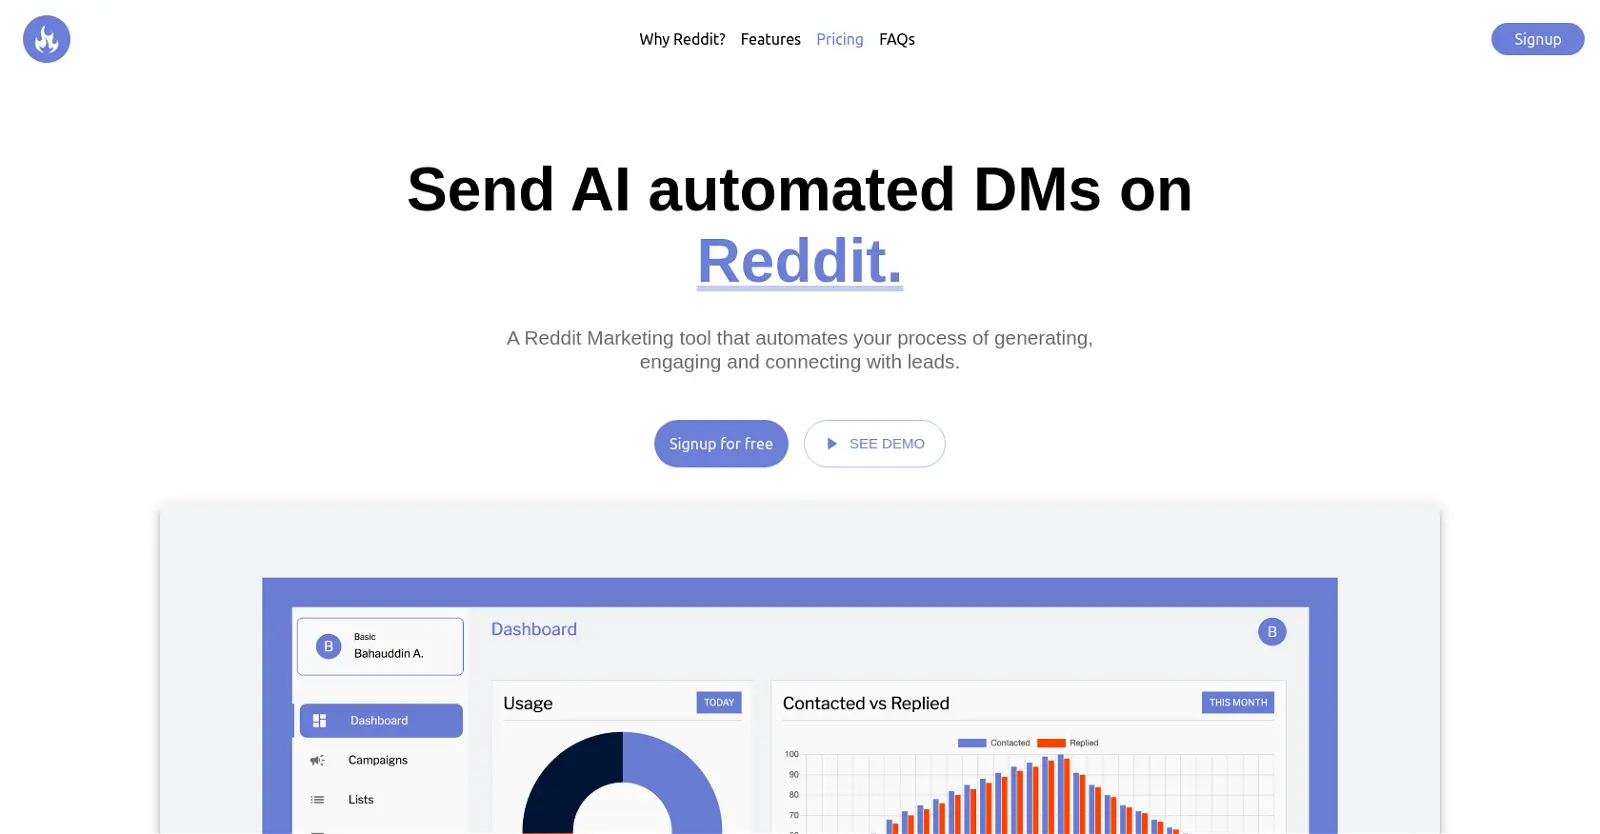 Why Reddit? Features Pricing FAQs Signup
Send AI automated DMs on
Reddit.
A Reddit Marketing tool that automates your process of generating,
engaging and connecting with leads.
Signup for free SEE DEMO
B
Basic
Bahauddin A.
Dashboard
B
Dashboard
Campaigns
Lists
Usage TODAY
Contacted vs Replied THIS MONTH
Contacted Replied
100
90
80
70